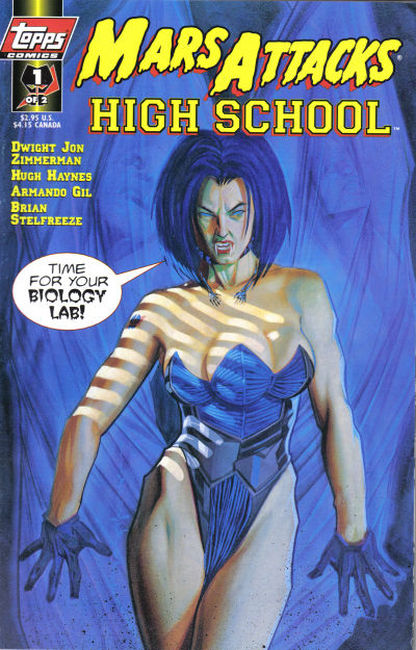 Topps
COMICS
1
OF 2
$2.95 U.S.
$4.15 CANADA
MARS ATTACKS®
HIGH SCHOOL™
DWIGHT JON
ZIMMERMAN
HUGH HAYNES
ARMANDO GIL
BRIAN
STELFREEZE
TIME
FOR YOUR
BIOLOGY
LAB!